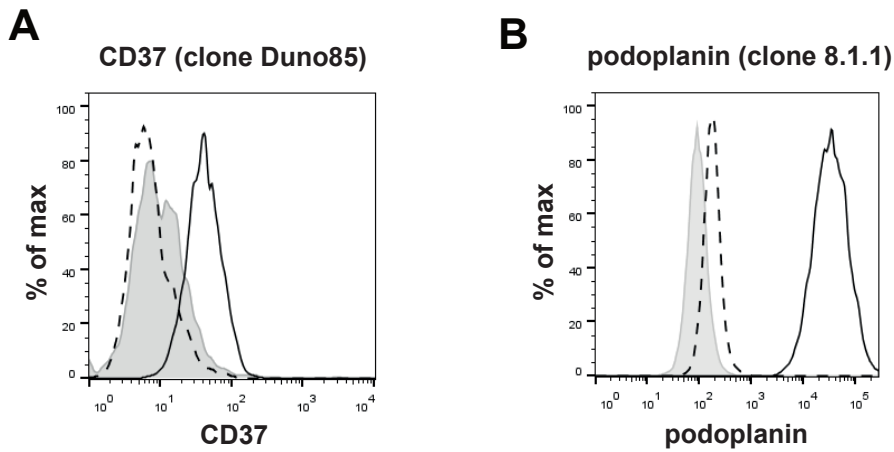 A
CD37 (clone Duno85)
% of max
100
80
60
40
20
0
10^0 10^1 10^2 10^3 10^4
CD37
B
podoplanin (clone 8.1.1)
% of max
100
80
60
40
20
0
10^0 10^1 10^2 10^3 10^4 10^5
podoplanin